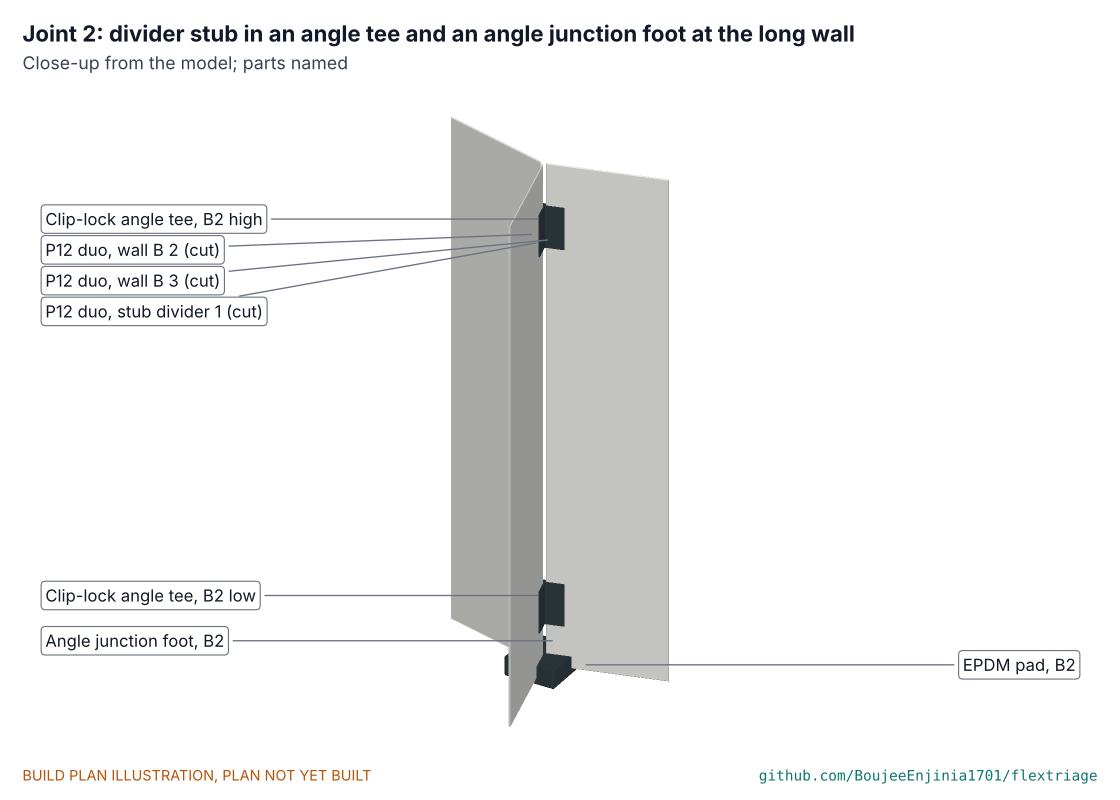 Joint 2: divider stub in an angle tee and an angle junction foot at the long wall
Close-up from the model; parts named
Clip-lock angle tee, B2 high
P12 duo, wall B 2 (cut)
P12 duo, wall B 3 (cut)
P12 duo, stub divider 1 (cut)
Clip-lock angle tee, B2 low
Angle junction foot, B2
EPDM pad, B2
BUILD PLAN ILLUSTRATION, PLAN NOT YET BUILT
github.com/BoujeeEnjinia1701/flextriage